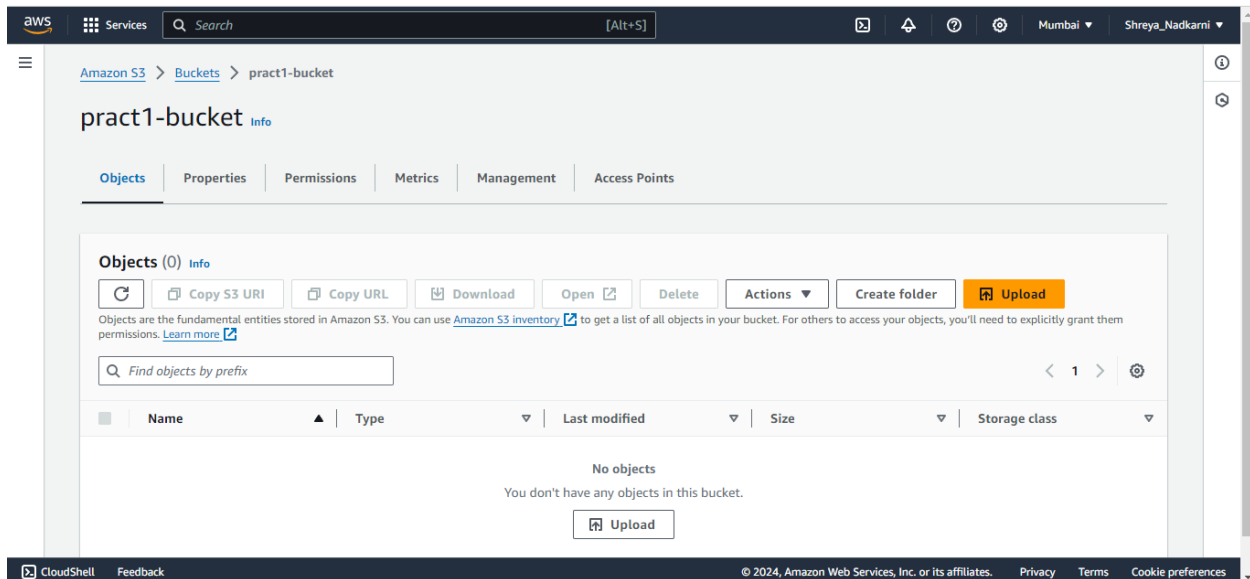 aws Services Search [Alt+S] Mumbai ▼ Shreya_Nadkarni ▼
Amazon S3 > Buckets > pract1-bucket
pract1-bucket Info
Objects Properties Permissions Metrics Management Access Points
Objects (0) Info
Copy S3 URI Copy URL Download Open Delete Actions ▼ Create folder Upload
Objects are the fundamental entities stored in Amazon S3. You can use Amazon S3 inventory to get a list of all objects in your bucket. For others to access your objects, you'll need to explicitly grant them
permissions. Learn more
Find objects by prefix < 1 >
Name Type Last modified Size Storage class
No objects
You don't have any objects in this bucket.
Upload
CloudShell Feedback © 2024, Amazon Web Services, Inc. or its affiliates. Privacy Terms Cookie preferences